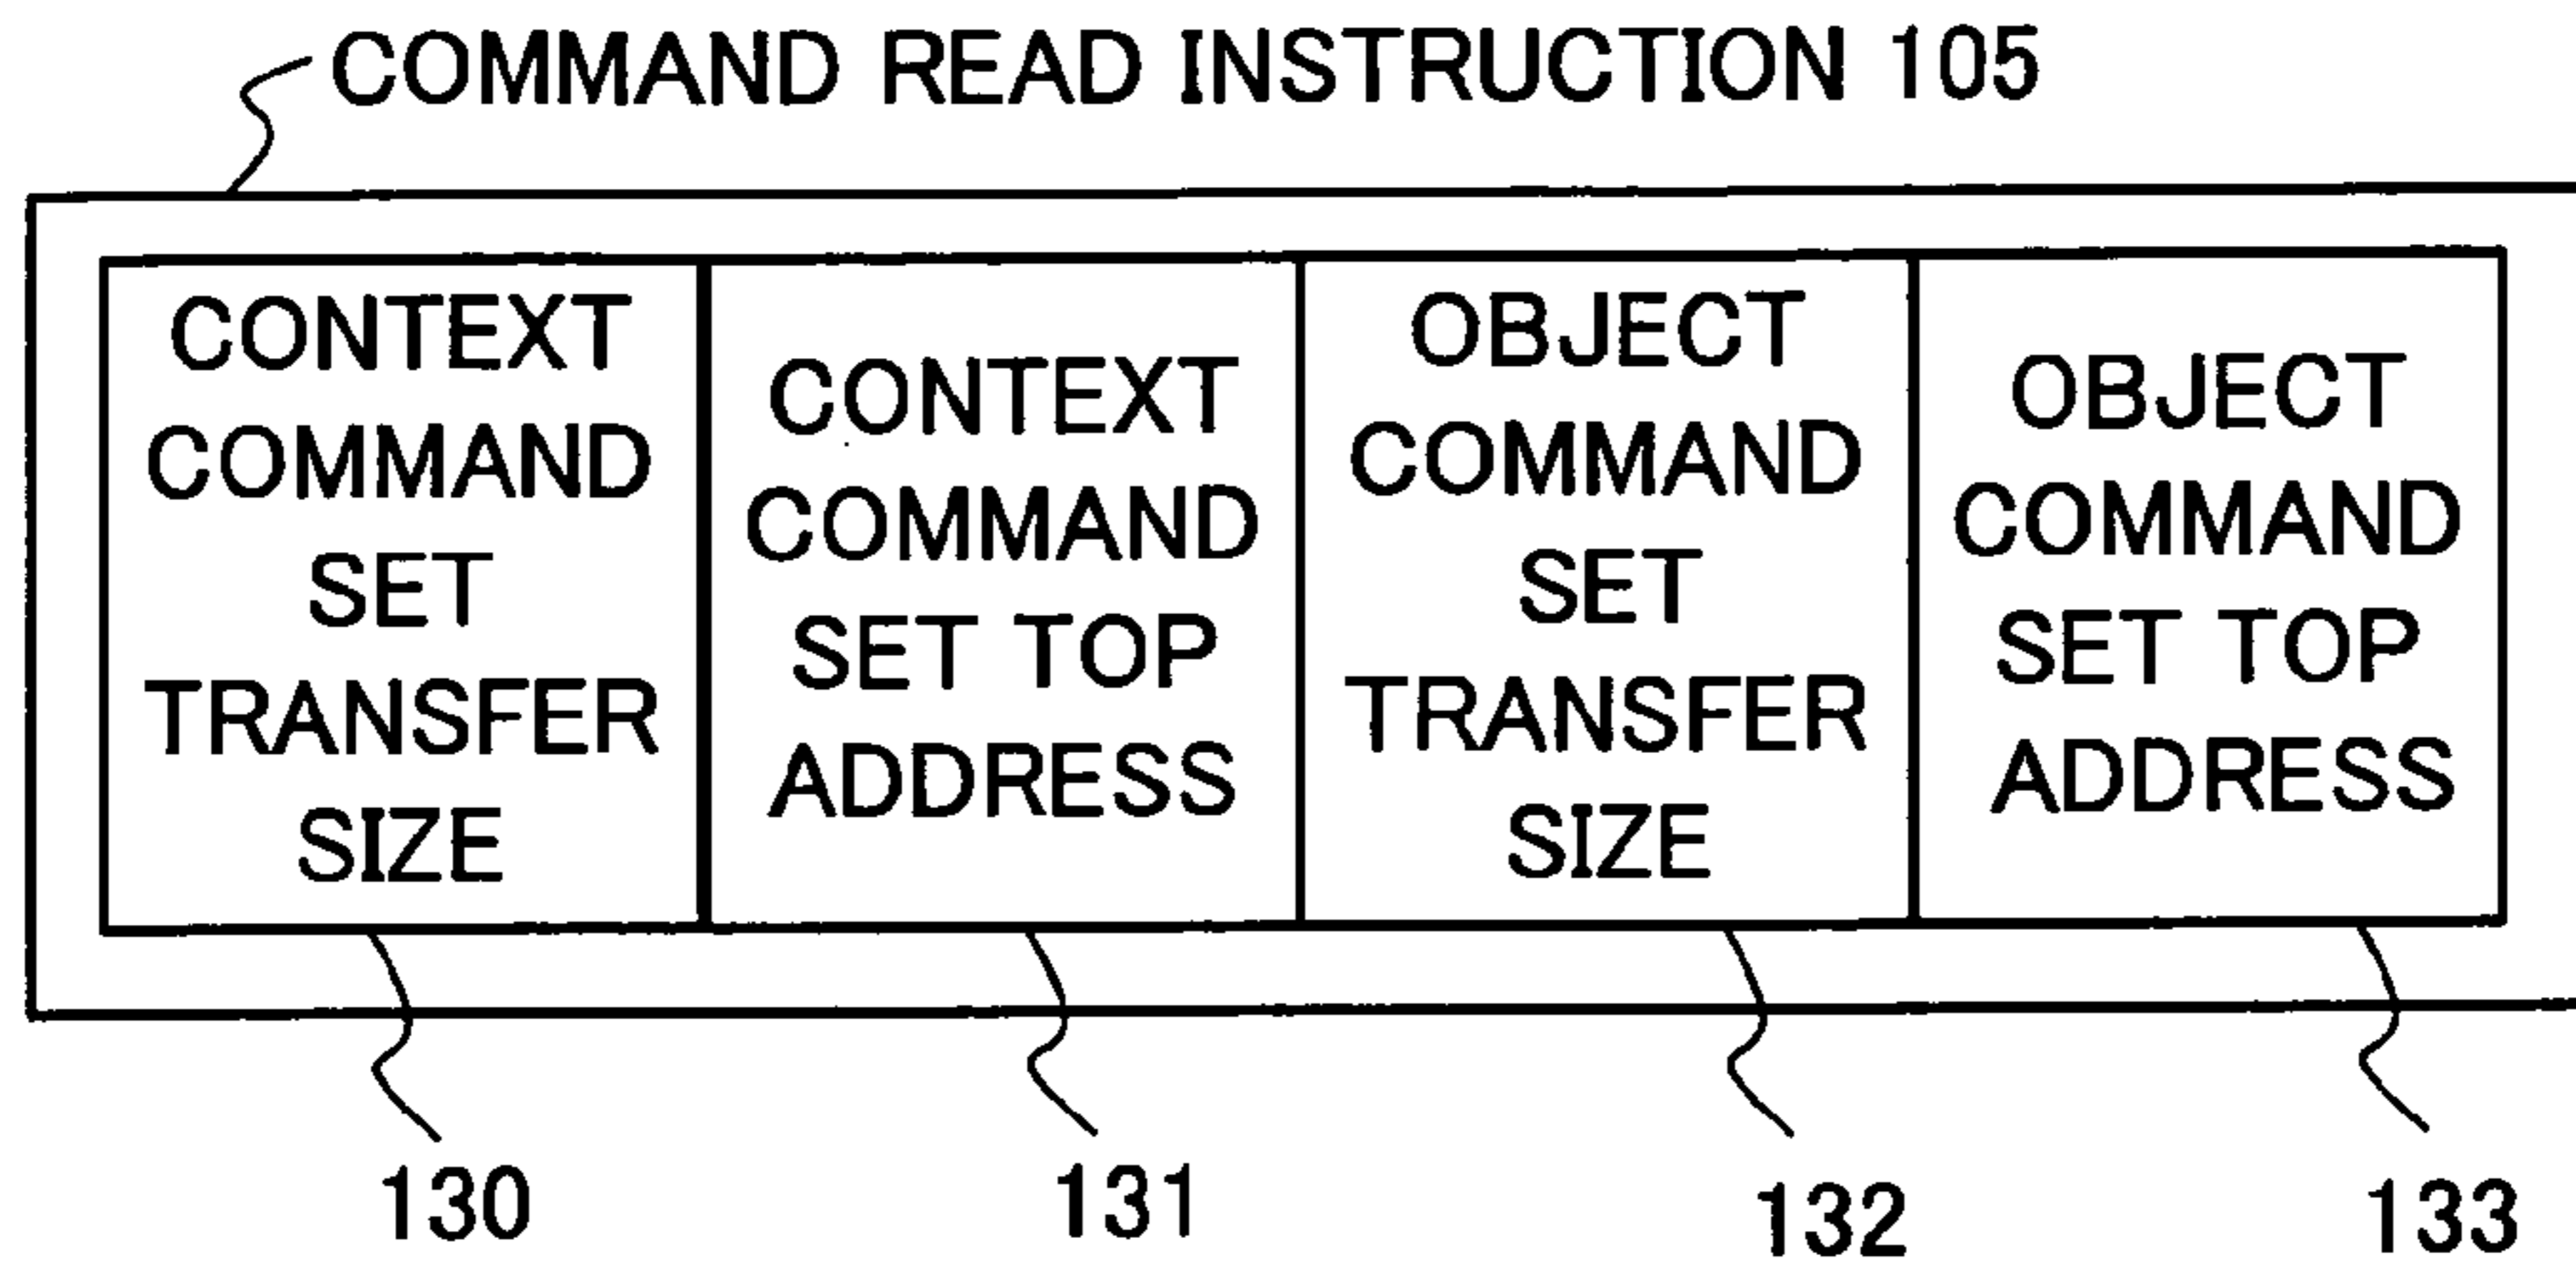 COMMAND READ INSTRUCTION 105
CONTEXT
COMMAND
SET
TRANSFER
SIZE
CONTEXT
COMMAND
SET TOP
ADDRESS
OBJECT
COMMAND
SET
TRANSFER
SIZE
OBJECT
COMMAND
SET TOP
ADDRESS
130
131
132
133